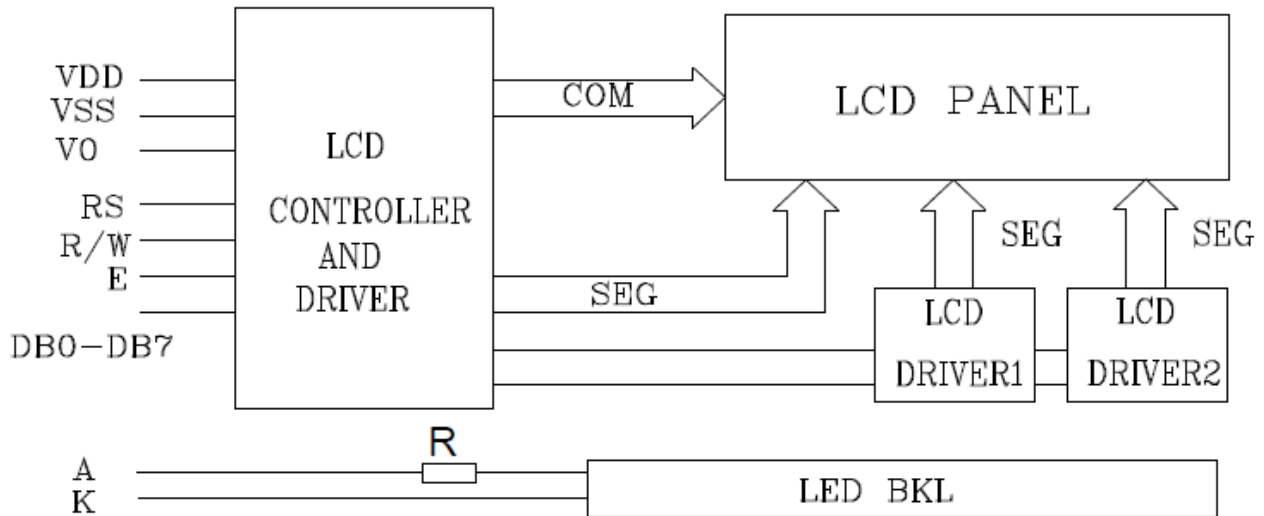 VDD
VSS
V0
RS
R/W
E
DB0-DB7
LCD
CONTROLLER
AND
DRIVER
COM
SEG
LCD PANEL
SEG
SEG
LCD
DRIVER1
LCD
DRIVER2
A
K
R
LED BKL